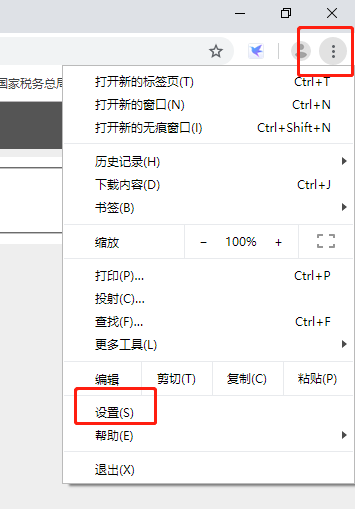 国家税务总局
打开新的标签页(T) Ctrl+T
打开新的窗口(N) Ctrl+N
打开新的无痕窗口(I) Ctrl+Shift+N
历史记录(H)
下载内容(D) Ctrl+J
书签(B)
缩放 − 100% +
打印(P)... Ctrl+P
投射(C)...
查找(F)... Ctrl+F
更多工具(L)
编辑 剪切(T) 复制(C) 粘贴(P)
设置(S)
帮助(E)
退出(X)